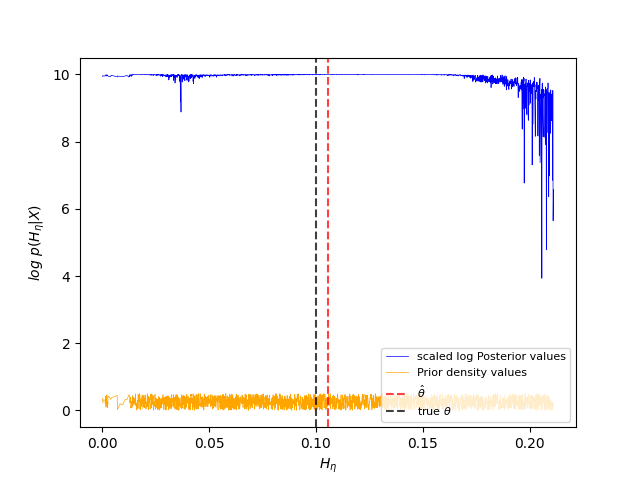 10
8
6
4
2
0
log p(H_η|X)
scaled log Posterior values
Prior density values
θ̂
true θ
0.00 0.05 0.10 0.15 0.20
H_η